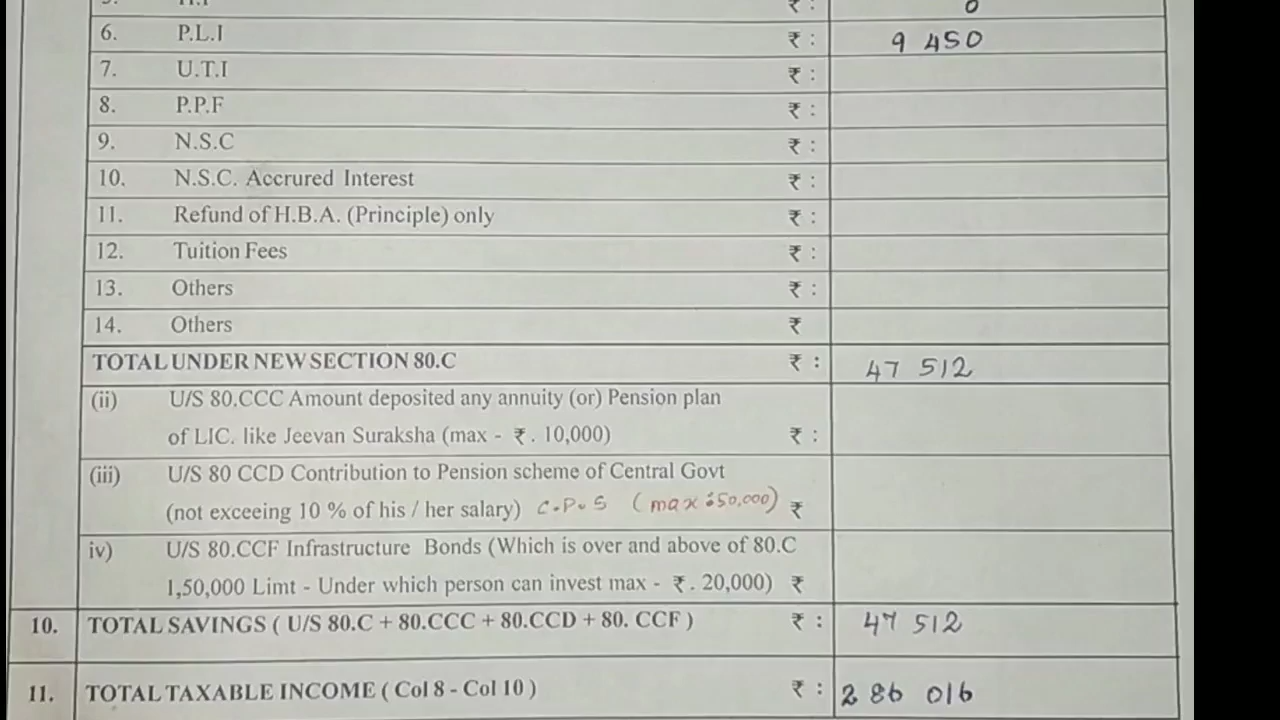 ₹ : 0
6. P.L.I ₹ : 9 450
7. U.T.I ₹ :
8. P.P.F ₹ :
9. N.S.C ₹ :
10. N.S.C. Accrured Interest ₹ :
11. Refund of H.B.A. (Principle) only ₹ :
12. Tuition Fees ₹ :
13. Others ₹ :
14. Others ₹
TOTAL UNDER NEW SECTION 80.C ₹ : 47 512
(ii) U/S 80.CCC Amount deposited any annuity (or) Pension plan
of LIC. like Jeevan Suraksha (max - ₹. 10,000) ₹ :
(iii) U/S 80 CCD Contribution to Pension scheme of Central Govt
(not exceeing 10 % of his / her salary) C.P.S (max : 50,000) ₹
iv) U/S 80.CCF Infrastructure Bonds (Which is over and above of 80.C
1,50,000 Limt - Under which person can invest max - ₹. 20,000) ₹
10. TOTAL SAVINGS ( U/S 80.C + 80.CCC + 80.CCD + 80. CCF ) ₹ : 47 512
11. TOTAL TAXABLE INCOME ( Col 8 - Col 10 ) ₹ : 2 86 016